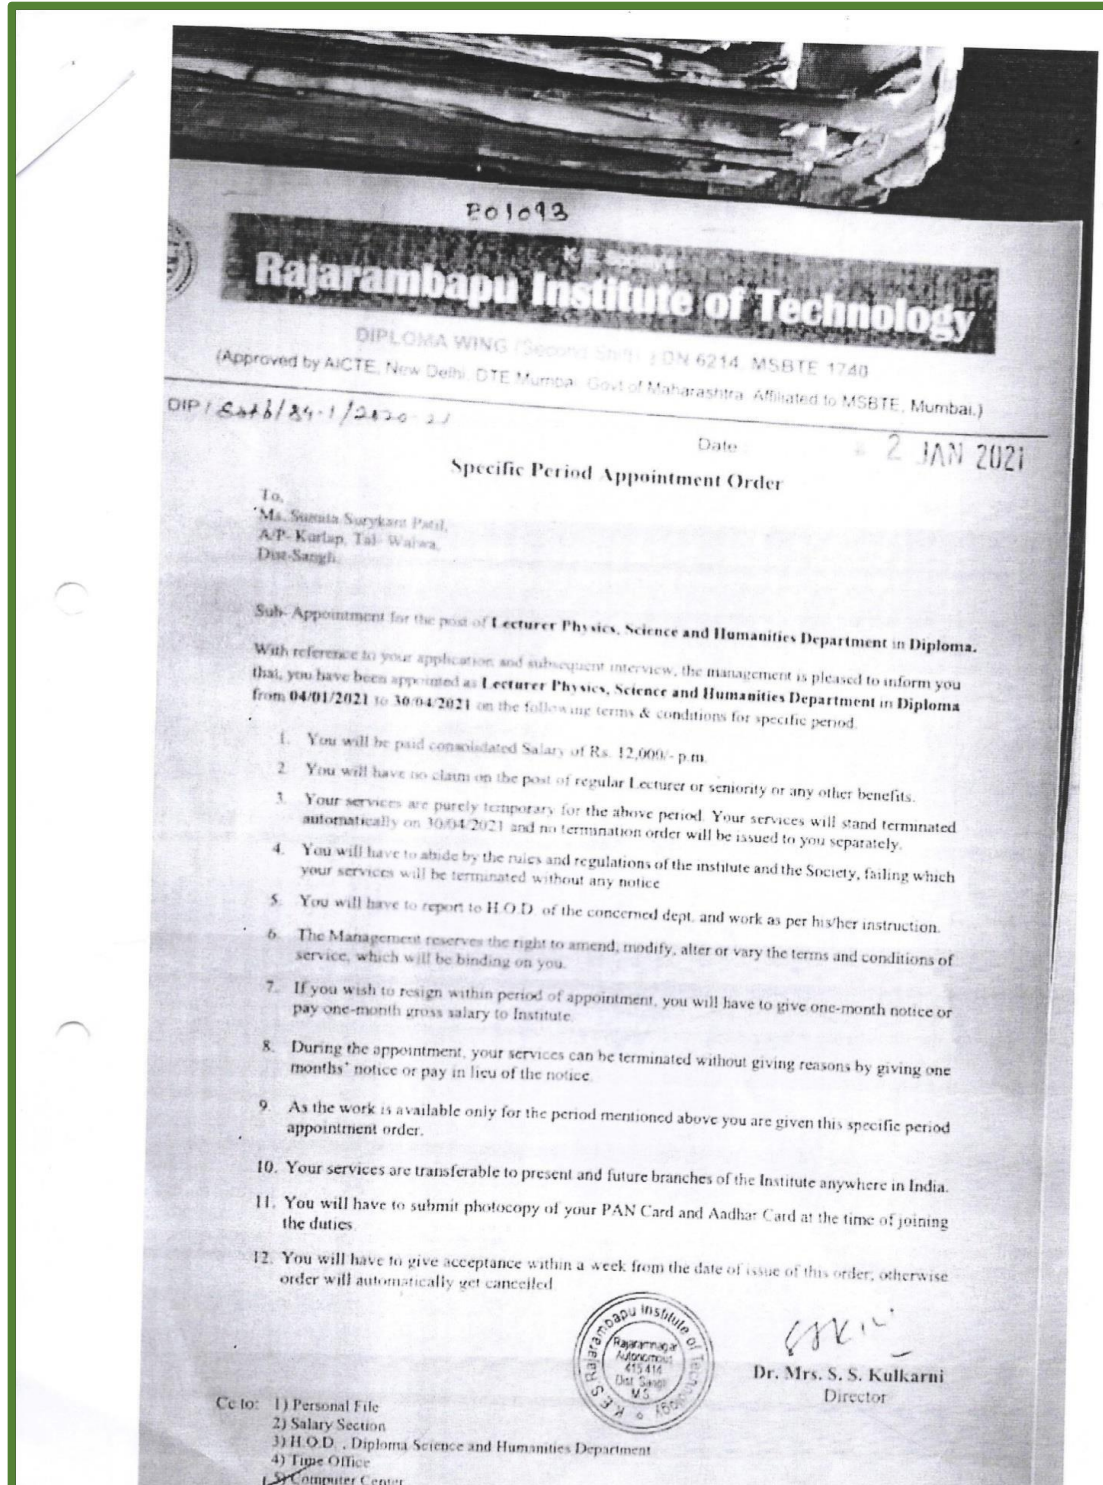 P01093
K. E. Society's
Rajarambapu Institute of Technology
DIPLOMA WING (Second Shift) : DN 6214 MSBTE 1740
(Approved by AICTE, New Delhi, DTE Mumbai Govt of Maharashtra Affiliated to MSBTE, Mumbai.)
DIP / /2020-21
Date 2 JAN 2021
Specific Period Appointment Order
To,
Ms. Sumita Surykant Patil,
A/P- Kurlap, Tal- Walwa,
Dist-Sangli.
Sub- Appointment for the post of Lecturer Physics, Science and Humanities Department in Diploma.
With reference to your application and subsequent interview, the management is pleased to inform you
that, you have been appointed as Lecturer Physics, Science and Humanities Department in Diploma
from 04/01/2021 to 30/04/2021 on the following terms & conditions for specific period.
1. You will be paid consolidated Salary of Rs. 12,000/- p.m.
2. You will have no claim on the post of regular Lecturer or seniority or any other benefits.
3. Your services are purely temporary for the above period. Your services will stand terminated
automatically on 30/04/2021 and no termination order will be issued to you separately.
4. You will have to abide by the rules and regulations of the institute and the Society, failing which
your services will be terminated without any notice
5. You will have to report to H.O.D. of the concerned dept. and work as per his/her instruction.
6. The Management reserves the right to amend, modify, alter or vary the terms and conditions of
service, which will be binding on you.
7. If you wish to resign within period of appointment, you will have to give one-month notice or
pay one-month gross salary to Institute.
8. During the appointment, your services can be terminated without giving reasons by giving one
months' notice or pay in lieu of the notice.
9. As the work is available only for the period mentioned above you are given this specific period
appointment order.
10. Your services are transferable to present and future branches of the Institute anywhere in India.
11. You will have to submit photocopy of your PAN Card and Aadhar Card at the time of joining
the duties.
12. You will have to give acceptance within a week from the date of issue of this order, otherwise
order will automatically get cancelled
K.E.S Rajarambapu Institute of Technology
Rajaramnagar
Autonomous
415414
Dist Sangli
M.S.
Dr. Mrs. S. S. Kulkarni
Director
Cc to: 1) Personal File
2) Salary Section
3) H.O.D. , Diploma Science and Humanities Department
4) Time Office
5) Computer Center